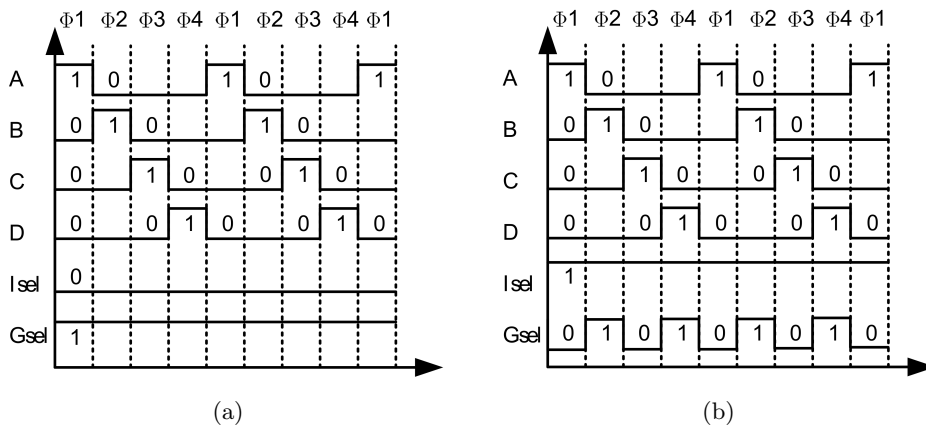 Φ1 Φ2 Φ3 Φ4 Φ1 Φ2 Φ3 Φ4 Φ1
A 1 0 1 0 1
B 0 1 0 1 0
C 0 1 0 0 1 0
D 0 0 1 0 0 1 0
Isel 0
Gsel 1
(a)
Φ1 Φ2 Φ3 Φ4 Φ1 Φ2 Φ3 Φ4 Φ1
A 1 0 1 0 1
B 0 1 0 1 0
C 0 1 0 0 1 0
D 0 0 1 0 0 1 0
Isel 1
Gsel 0 1 0 1 0 1 0 1 0
(b)